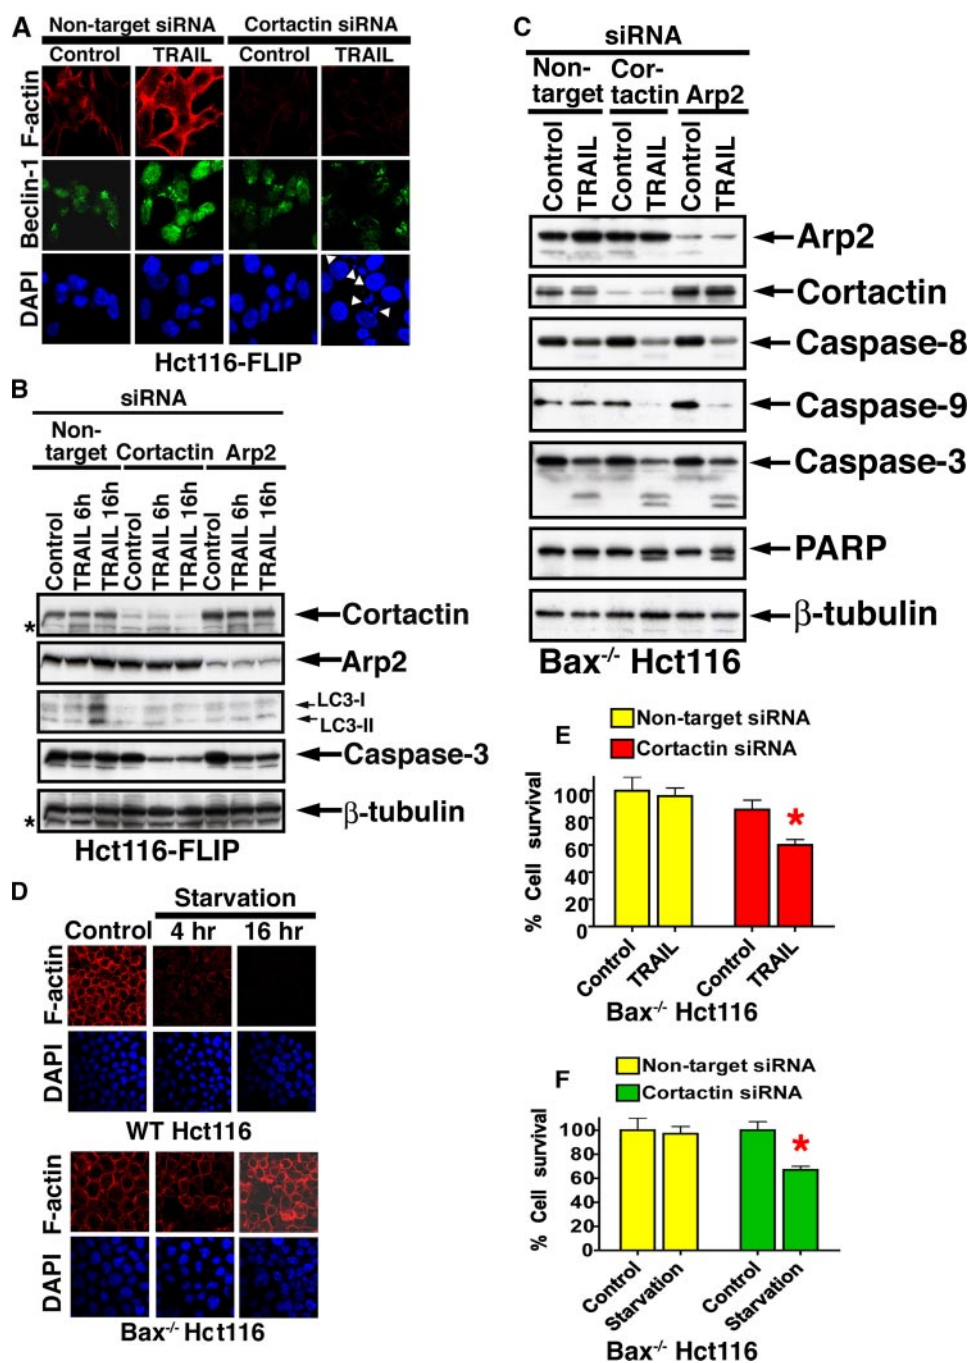 A
Non-target siRNA Cortactin siRNA
Control TRAIL Control TRAIL
F-actin
Beclin-1
DAPI
Hct116-FLIP
B
siRNA
Non-
target Cortactin Arp2
Control
TRAIL 6h
TRAIL 16h
Control
TRAIL 6h
TRAIL 16h
Control
TRAIL 6h
TRAIL 16h
Cortactin
*
Arp2
LC3-I
LC3-II
Caspase-3
β-tubulin
*
Hct116-FLIP
C
siRNA
Non- Cor-
target tactin Arp2
Control
TRAIL
Control
TRAIL
Control
TRAIL
Arp2
Cortactin
Caspase-8
Caspase-9
Caspase-3
PARP
β-tubulin
Bax-/- Hct116
D
Starvation
Control 4 hr 16 hr
F-actin
DAPI
WT Hct116
F-actin
DAPI
Bax-/- Hct116
E
Non-target siRNA
Cortactin siRNA
% Cell survival
100
80
60
40
20
0
*
Control
TRAIL
Control
TRAIL
Bax-/- Hct116
F
Non-target siRNA
Cortactin siRNA
% Cell survival
100
80
60
40
20
0
*
Control
Starvation
Control
Starvation
Bax-/- Hct116